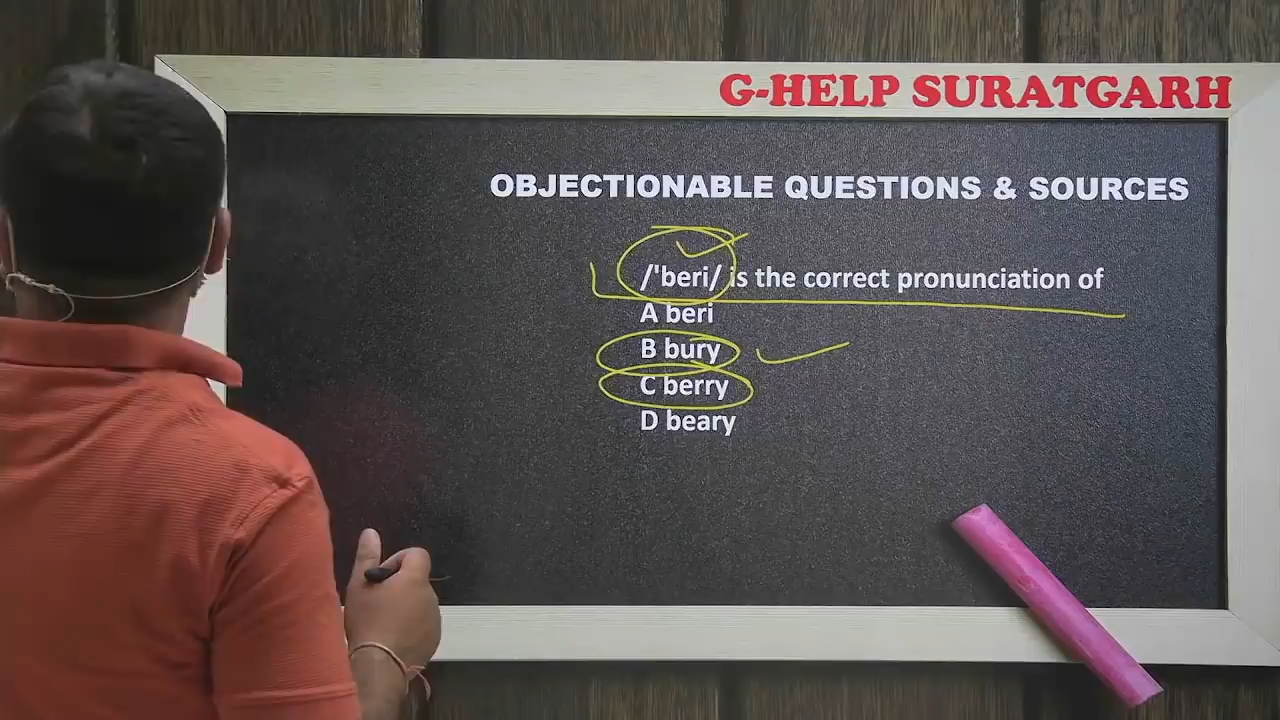 G-HELP SURATGARH
OBJECTIONABLE QUESTIONS & SOURCES
/'beri/ is the correct pronunciation of
A beri
B bury
C berry
D beary